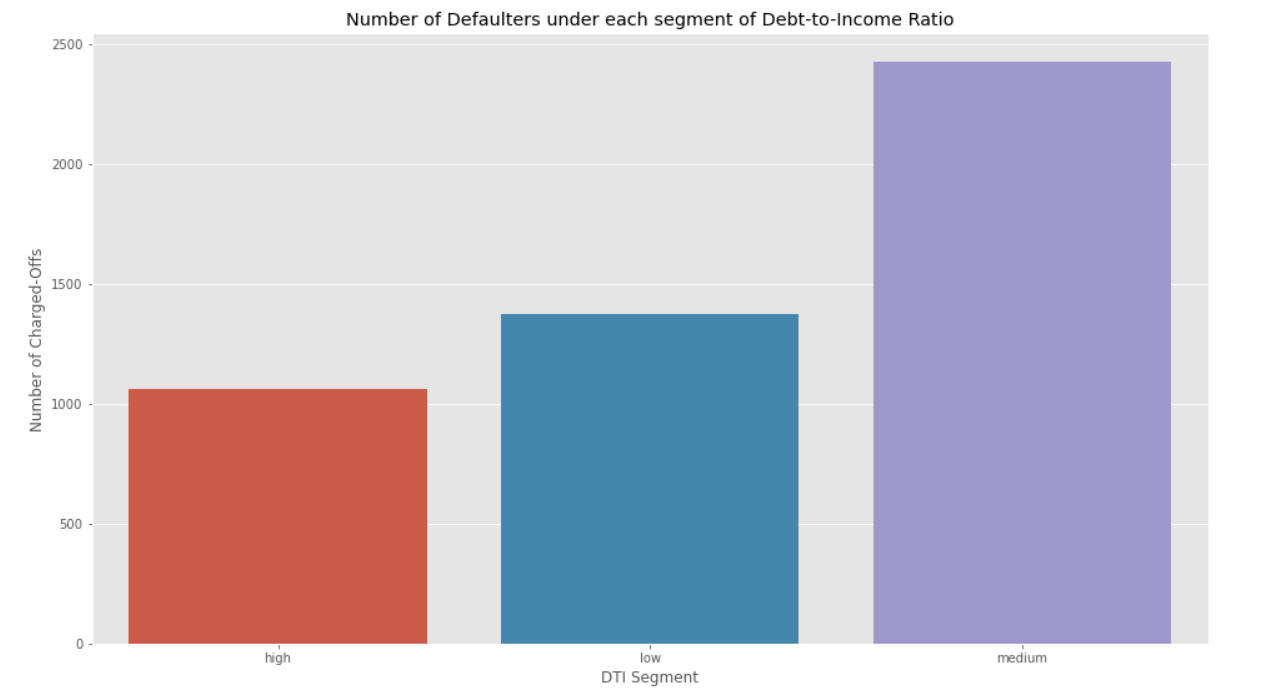 Number of Defaulters under each segment of Debt-to-Income Ratio
2500
2000
1500
1000
500
0
Number of Charged-Offs
high low medium
DTI Segment